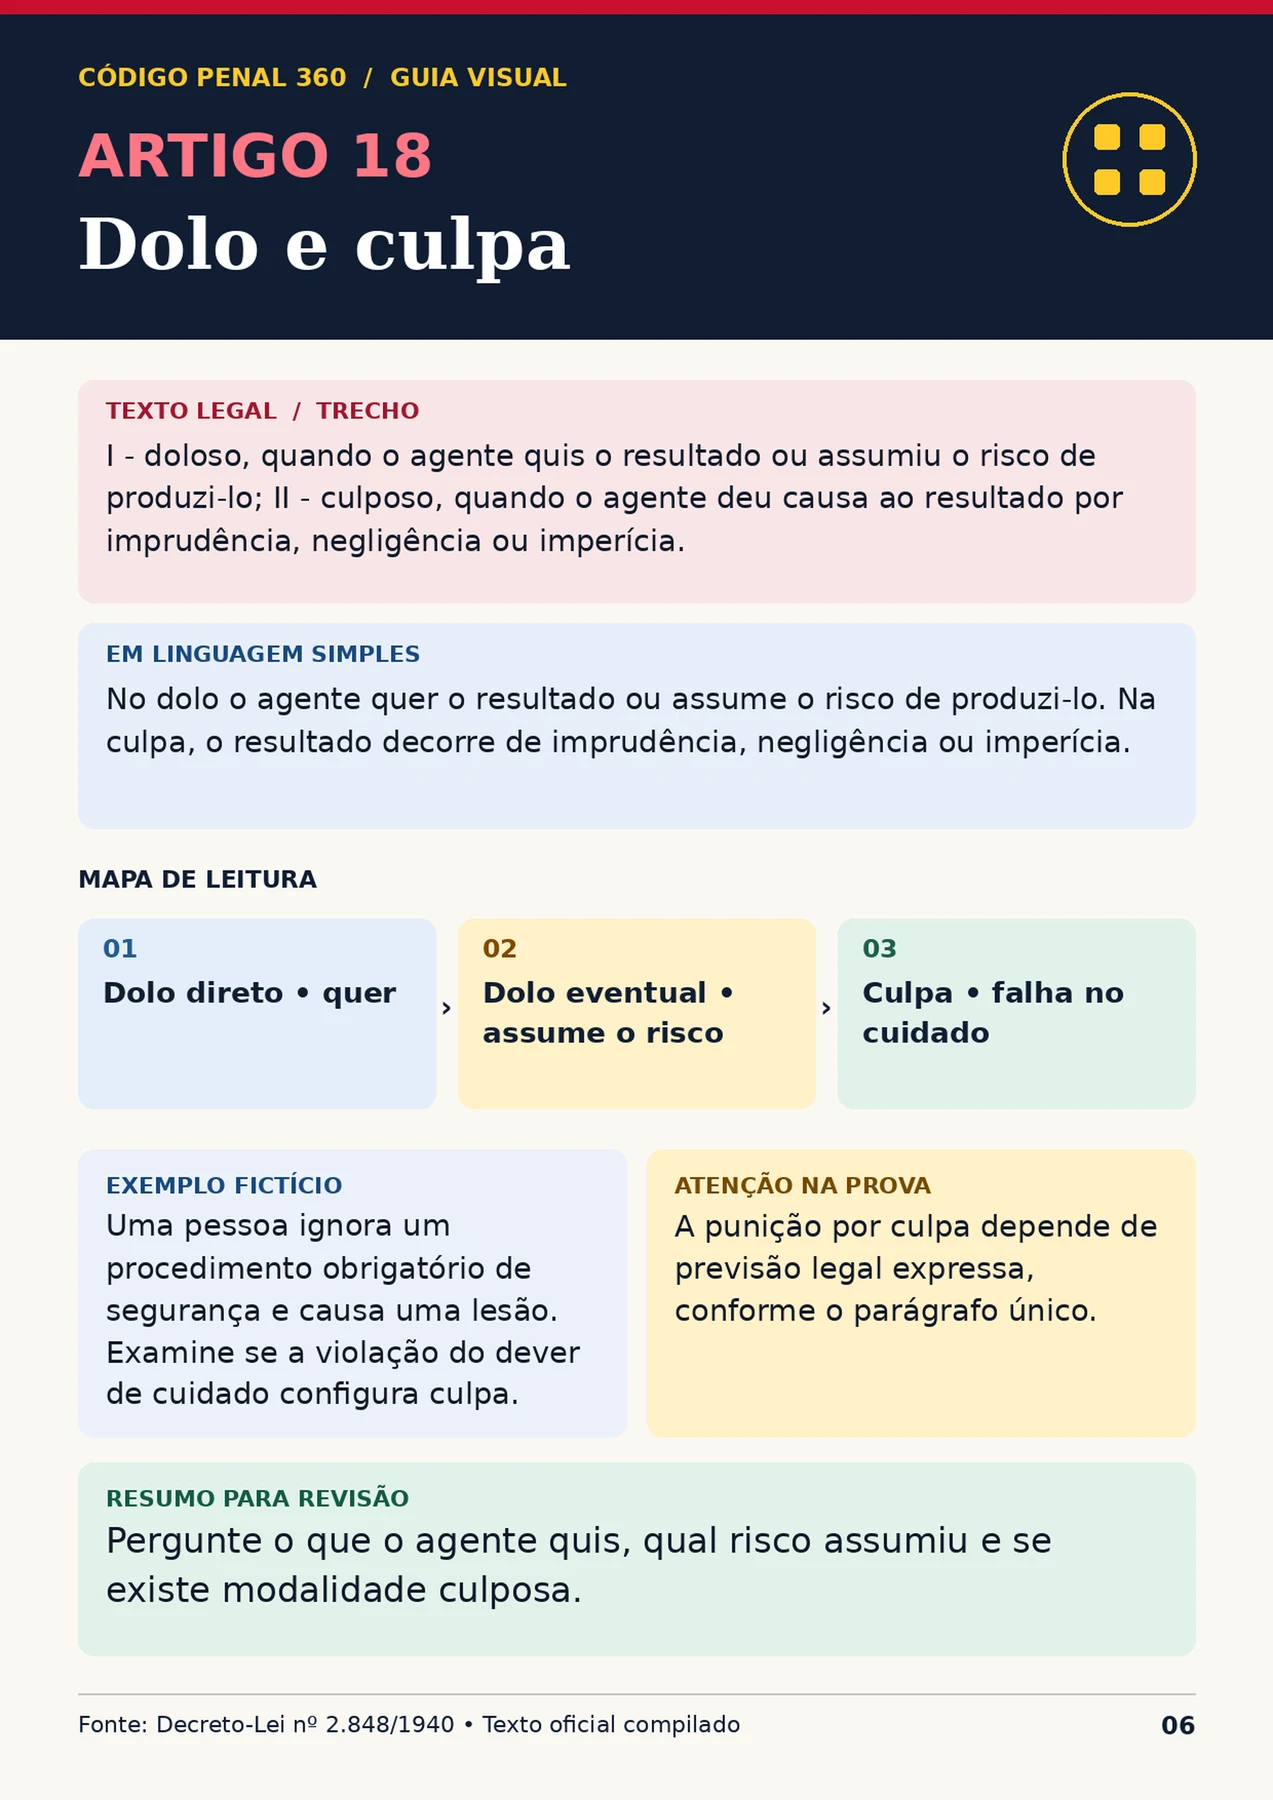 CÓDIGO PENAL 360 / GUIA VISUAL
ARTIGO 18
Dolo e culpa
TEXTO LEGAL / TRECHO
I - doloso, quando o agente quis o resultado ou assumiu o risco de
produzi-lo; II - culposo, quando o agente deu causa ao resultado por
imprudência, negligência ou imperícia.
EM LINGUAGEM SIMPLES
No dolo o agente quer o resultado ou assume o risco de produzi-lo. Na
culpa, o resultado decorre de imprudência, negligência ou imperícia.
MAPA DE LEITURA
01
Dolo direto • quer
›
02
Dolo eventual •
assume o risco
›
03
Culpa • falha no
cuidado
EXEMPLO FICTÍCIO
Uma pessoa ignora um
procedimento obrigatório de
segurança e causa uma lesão.
Examine se a violação do dever
de cuidado configura culpa.
ATENÇÃO NA PROVA
A punição por culpa depende de
previsão legal expressa,
conforme o parágrafo único.
RESUMO PARA REVISÃO
Pergunte o que o agente quis, qual risco assumiu e se
existe modalidade culposa.
Fonte: Decreto-Lei nº 2.848/1940 • Texto oficial compilado
06